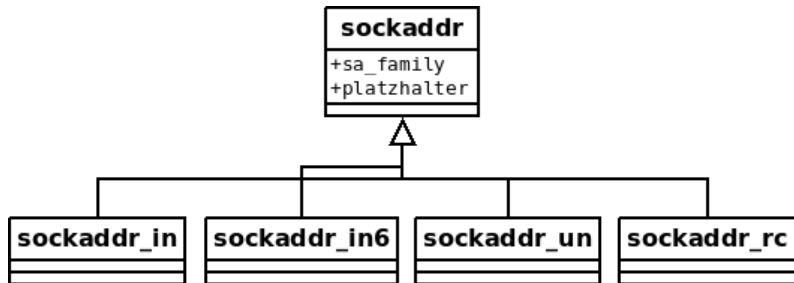 sockaddr
+sa_family
+platzhalter
sockaddr_in
sockaddr_in6
sockaddr_un
sockaddr_rc